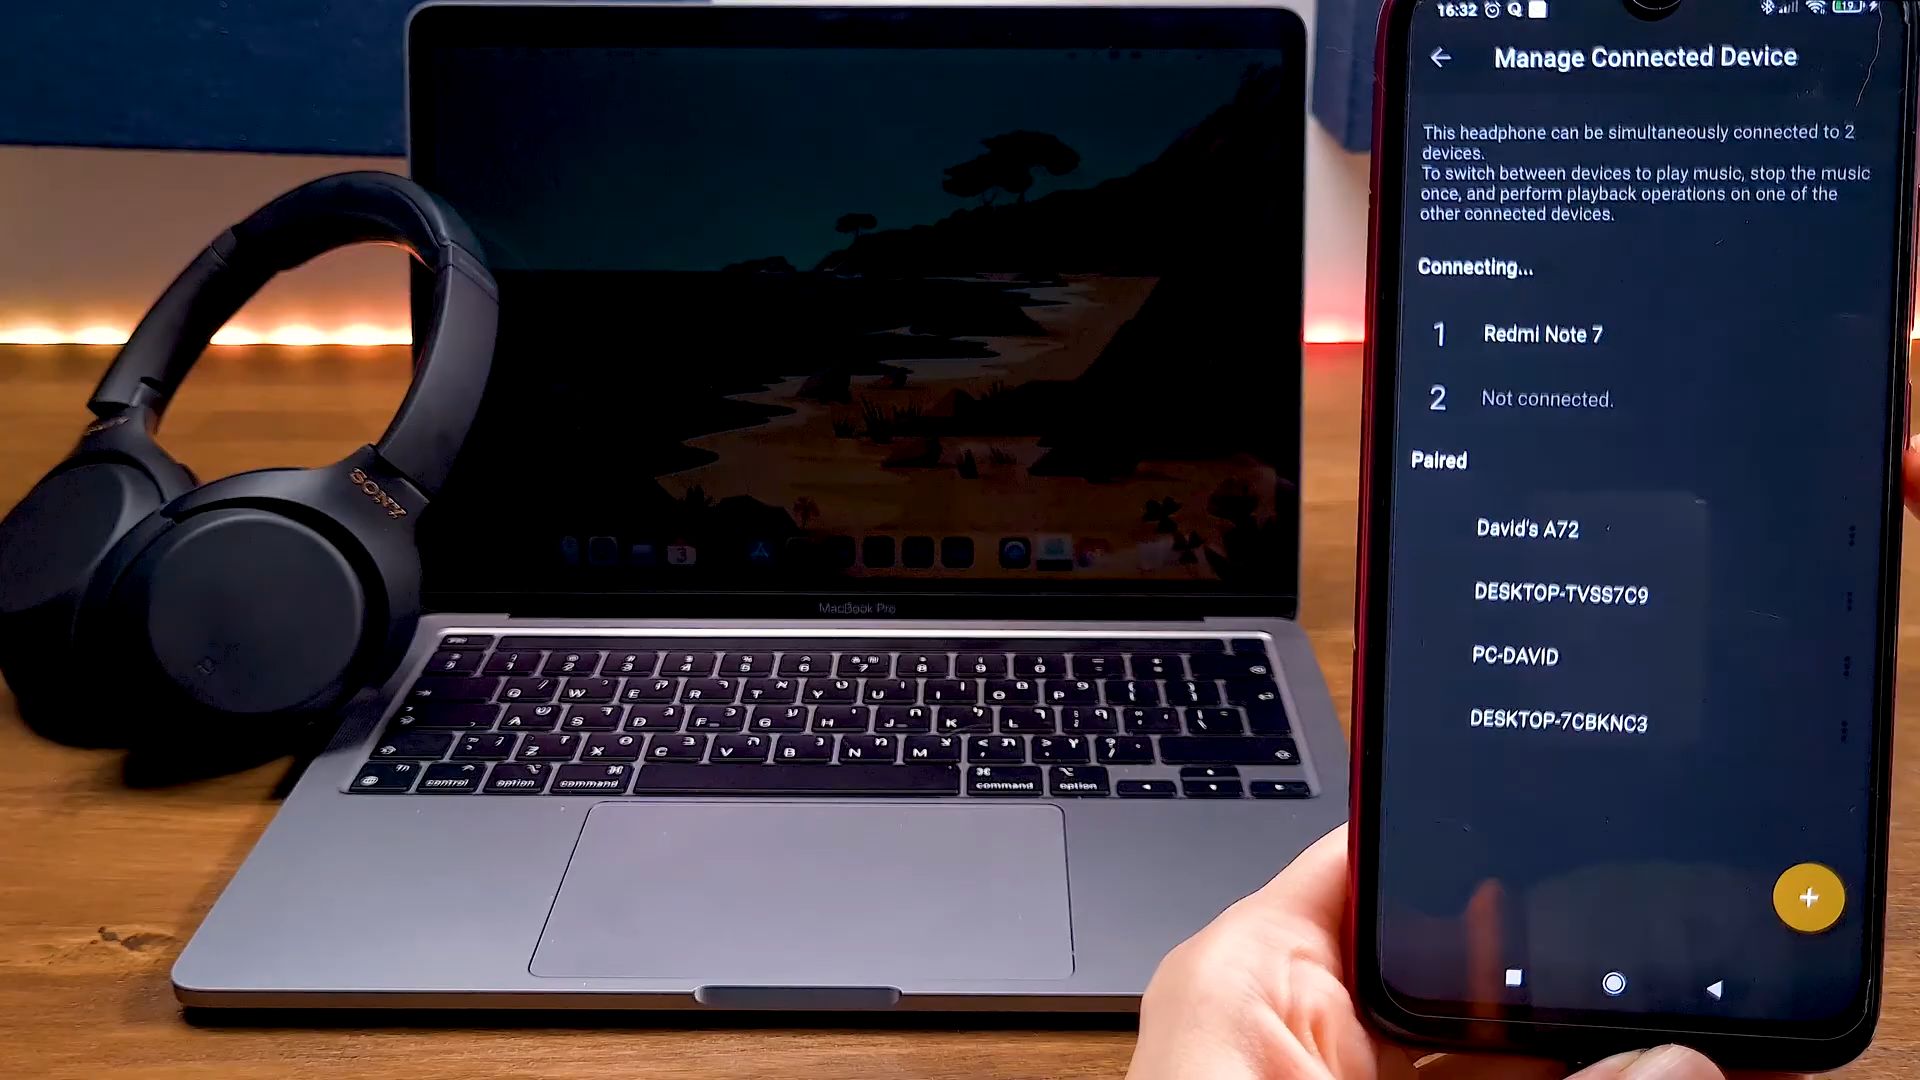 16:32
19
Manage Connected Device
This headphone can be simultaneously connected to 2
devices.
To switch between devices to play music, stop the music
once, and perform playback operations on one of the
other connected devices.
Connecting...
1 Redmi Note 7
2 Not connected.
Paired
David's A72
DESKTOP-TVSS7C9
PC-DAVID
DESKTOP-7CBKNC3
+
SONY
3
MacBook Pro
Q W E R T Y U I O P
A S D F G H J K L
Z X C V B N M
control option command command option